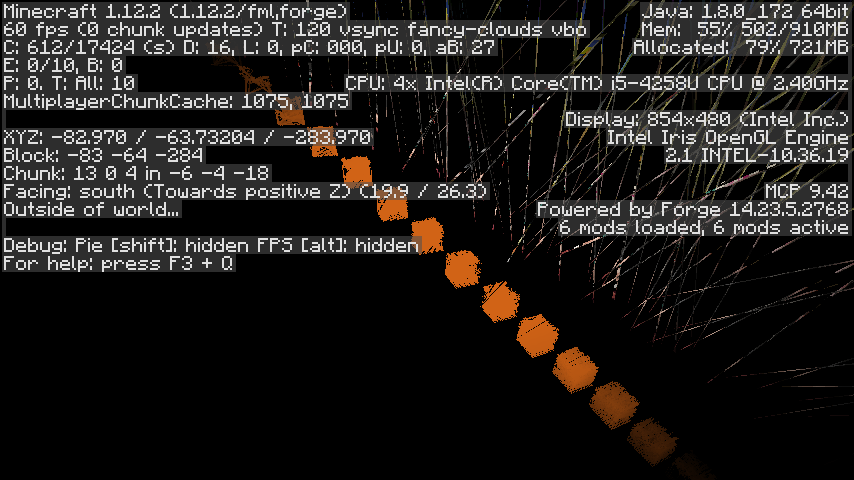 Minecraft 1.12.2 (1.12.2/fml,forge)
60 fps (0 chunk updates) T: 120 vsync fancy-clouds vbo
C: 612/17424 (s) D: 16, L: 0, pC: 000, pU: 0, aB: 27
E: 0/10, B: 0
P: 0. T: All: 10
MultiplayerChunkCache: 1075, 1075
XYZ: -82.970 / -63.73204 / -283.970
Block: -83 -64 -284
Chunk: 13 0 4 in -6 -4 -18
Facing: south (Towards positive Z) (19.9 / 26.3)
Outside of world...
Debug: Pie [shift]: hidden FPS [alt]: hidden
For help: press F3 + Q
Java: 1.8.0_172 64bit
Mem: 55% 502/910MB
Allocated: 79% 721MB
CPU: 4x Intel(R) Core(TM) i5-4258U CPU @ 2.40GHz
Display: 854x480 (Intel Inc.)
Intel Iris OpenGL Engine
2.1 INTEL-10.36.19
MCP 9.42
Powered by Forge 14.23.5.2768
6 mods loaded, 6 mods active